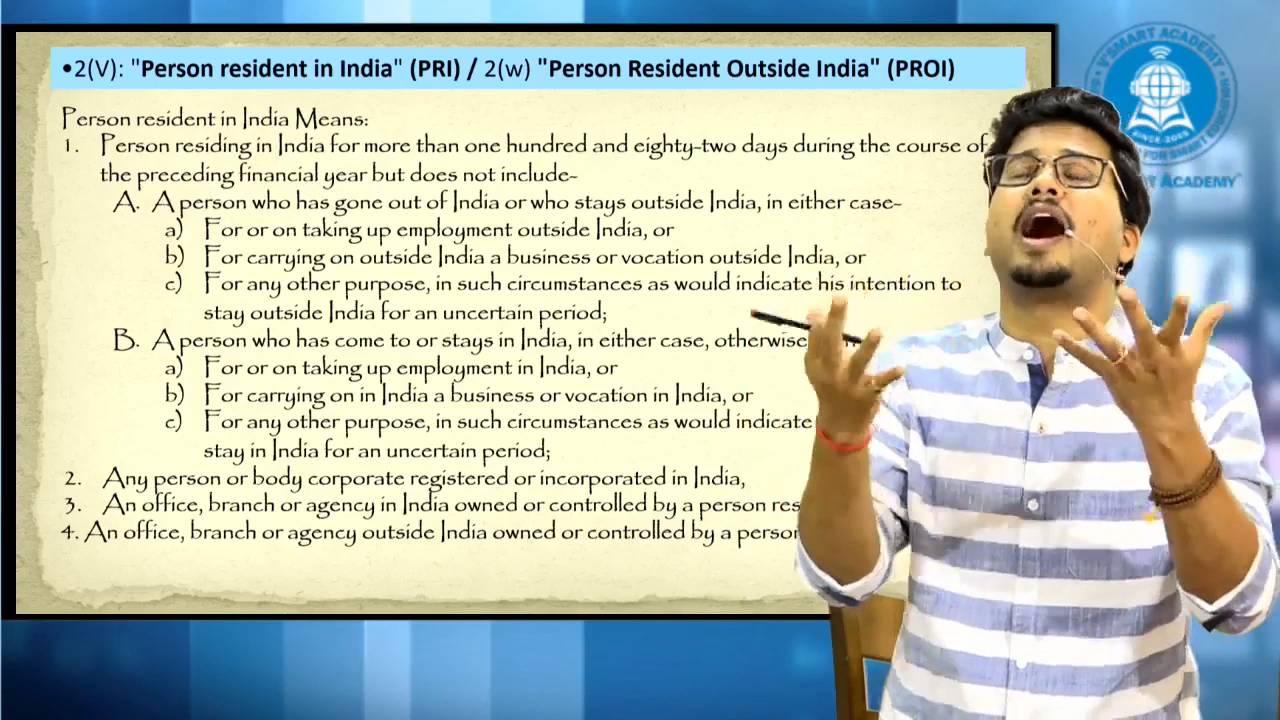 •2(V): "Person resident in India" (PRI) / 2(w) "Person Resident Outside India" (PROI)
Person resident in India Means:
1. Person residing in India for more than one hundred and eighty-two days during the course of
the preceding financial year but does not include-
A. A person who has gone out of India or who stays outside India, in either case-
a) For or on taking up employment outside India, or
b) For carrying on outside India a business or vocation outside India, or
c) For any other purpose, in such circumstances as would indicate his intention to
stay outside India for an uncertain period;
B. A person who has come to or stays in India, in either case, otherwise
a) For or on taking up employment in India, or
b) For carrying on in India a business or vocation in India, or
c) For any other purpose, in such circumstances as would indicate
stay in India for an uncertain period;
2. Any person or body corporate registered or incorporated in India,
3. An office, branch or agency in India owned or controlled by a person res
4. An office, branch or agency outside India owned or controlled by a person
VSMART ACADEMY
SINCE 2005
FOR SMART
T ACADEMY